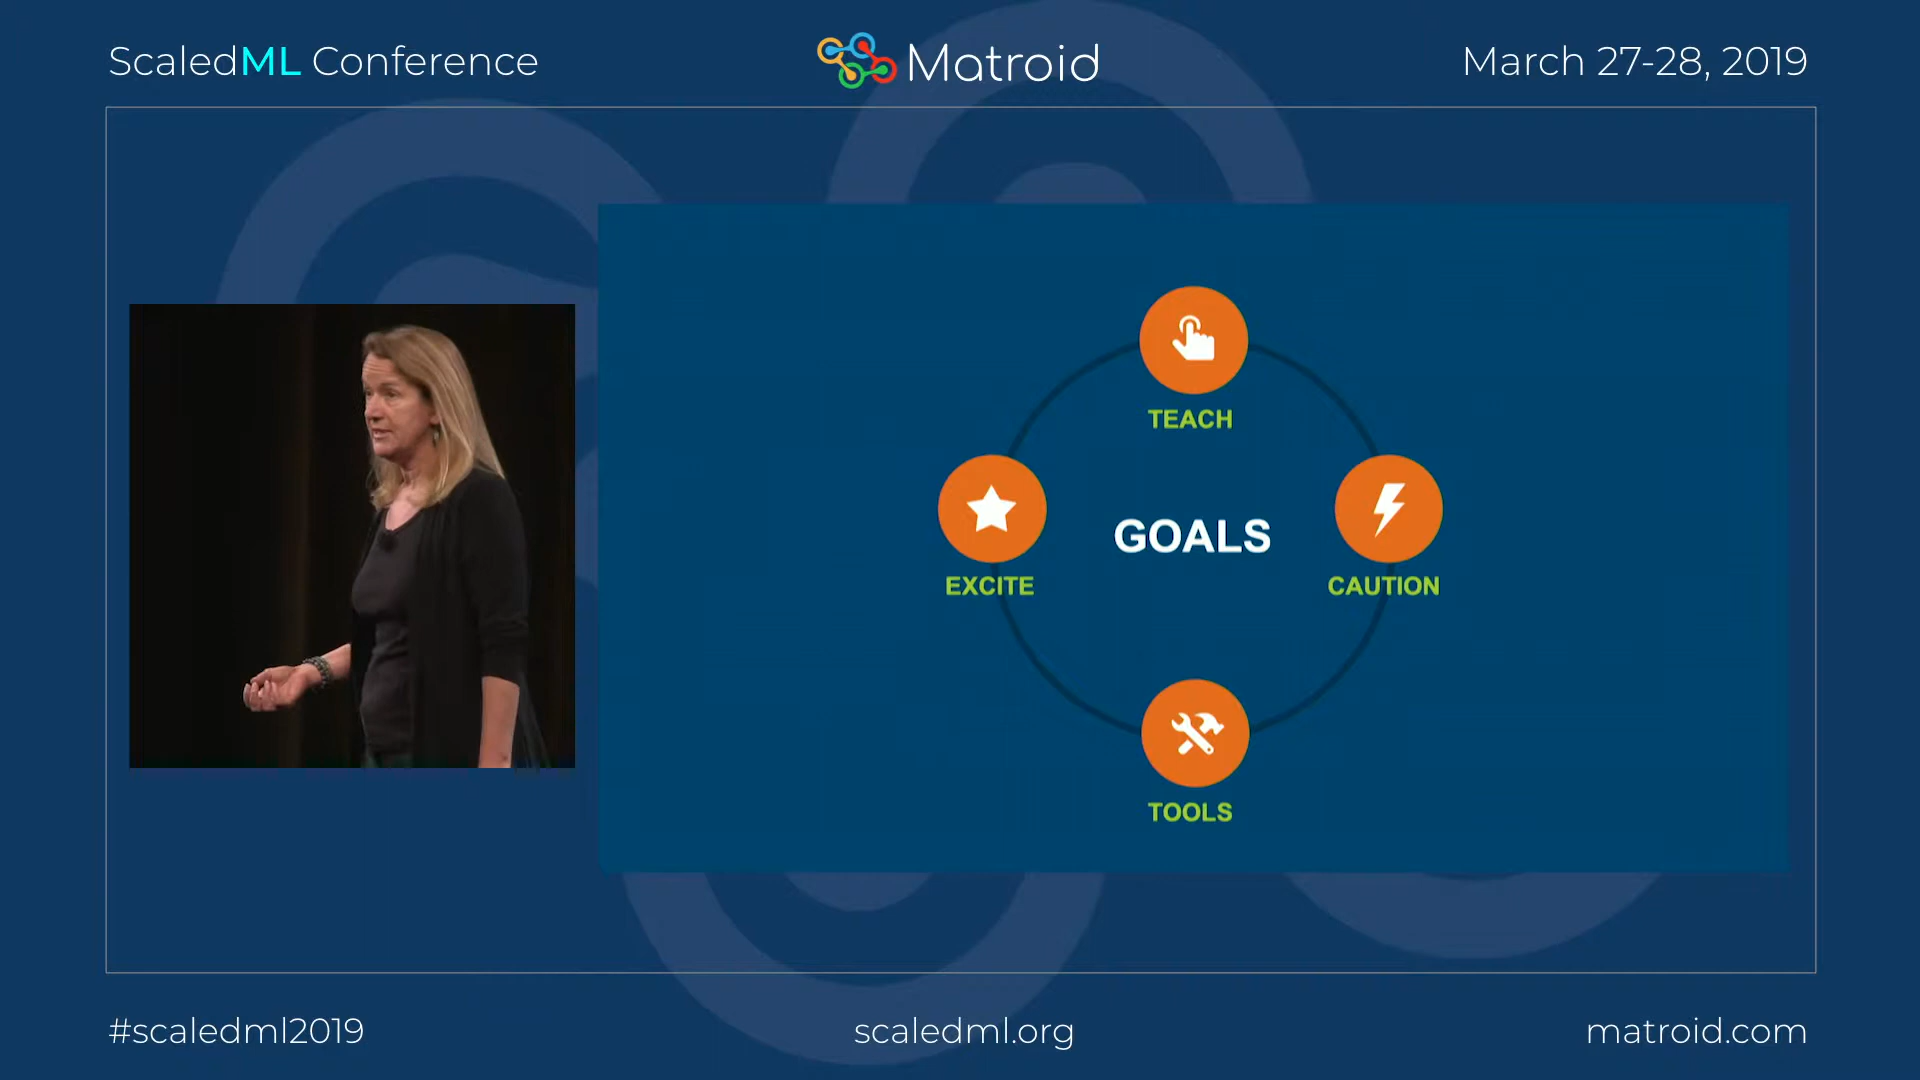 ScaledML Conference
Matroid
March 27-28, 2019
TEACH
EXCITE
GOALS
CAUTION
TOOLS
#scaledml2019
scaledml.org
matroid.com